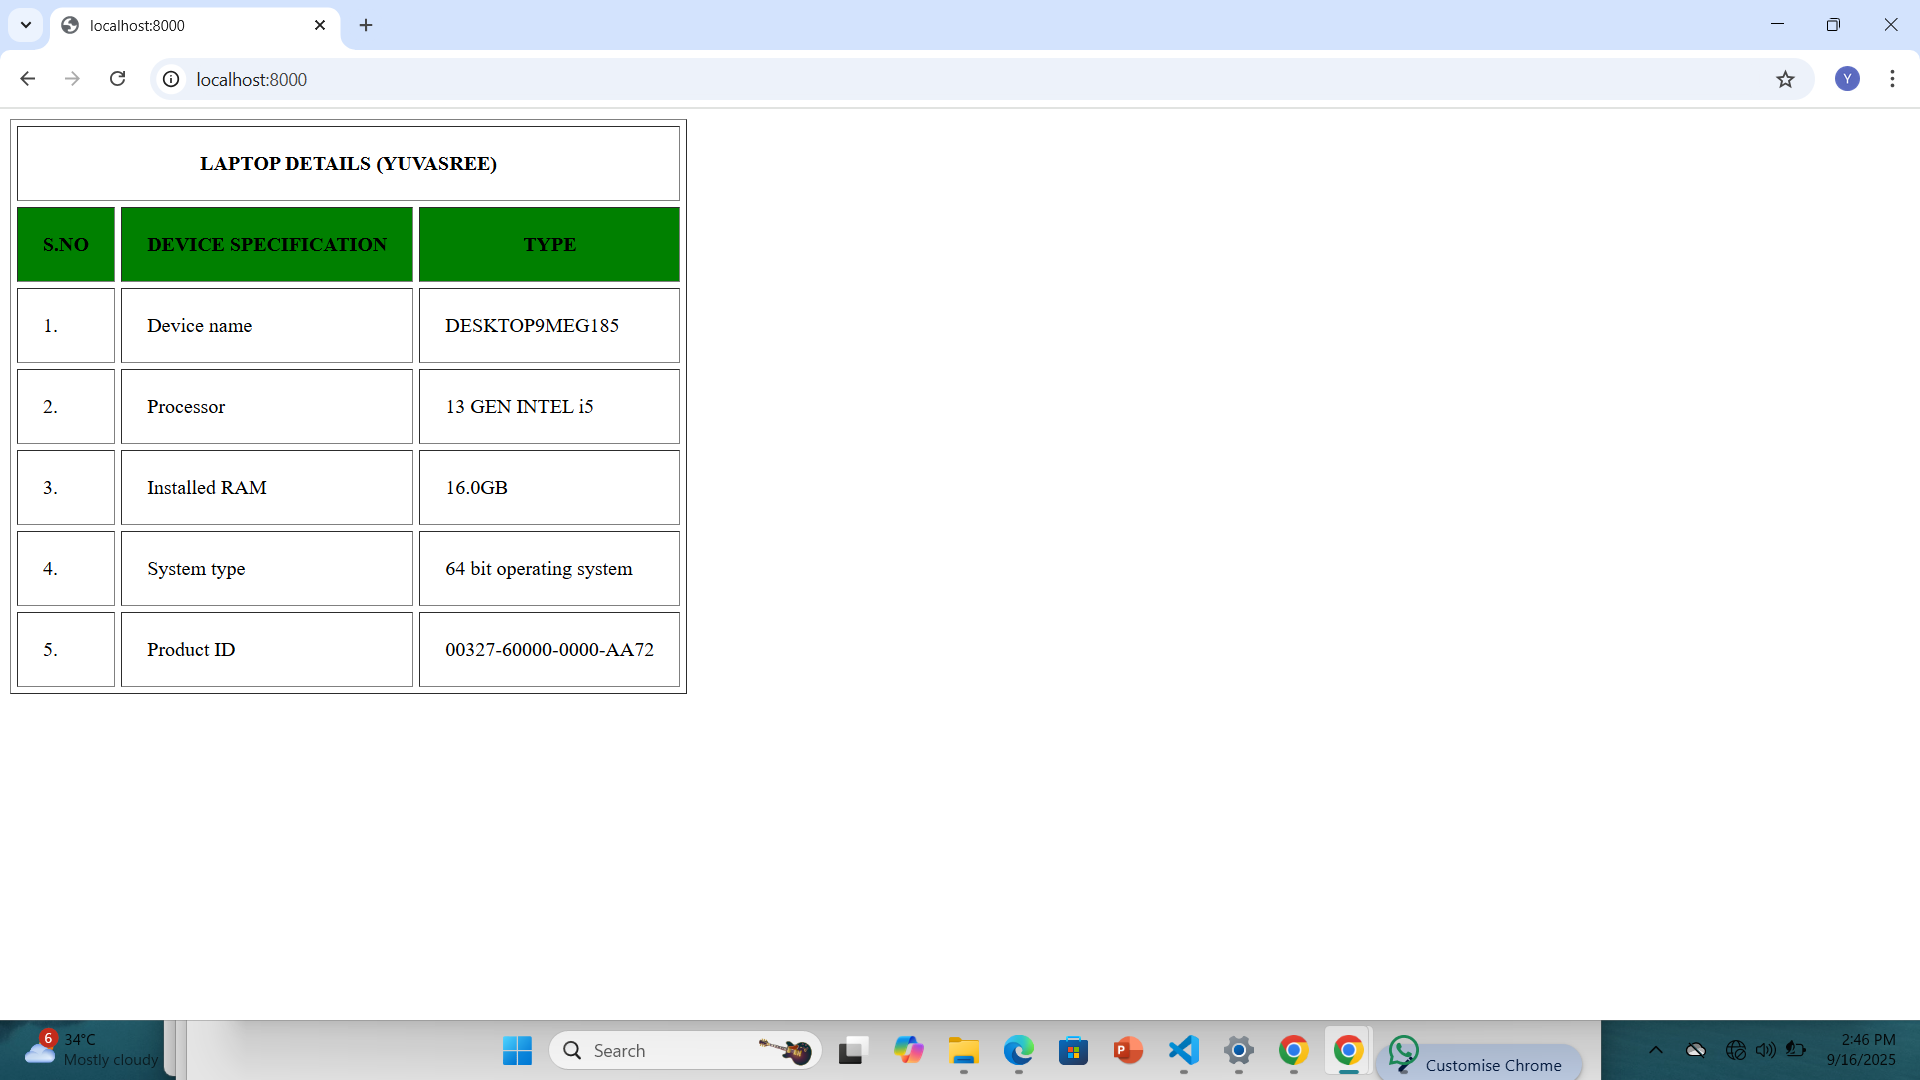 localhost:8000
localhost:8000
Y
LAPTOP DETAILS (YUVASREE)
S.NO DEVICE SPECIFICATION TYPE
1. Device name DESKTOP9MEG185
2. Processor 13 GEN INTEL i5
3. Installed RAM 16.0GB
4. System type 64 bit operating system
5. Product ID 00327-60000-0000-AA72
6 34°C
Mostly cloudy
Search
P
Customise Chrome
2:46 PM
9/16/2025